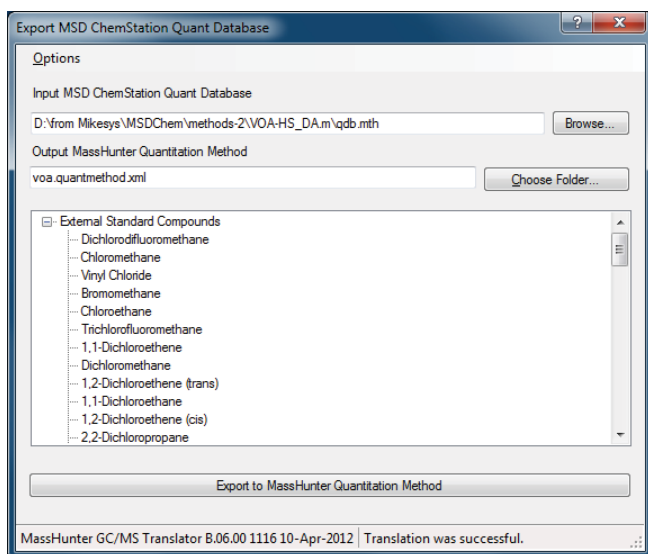 Export MSD ChemStation Quant Database
Options
Input MSD ChemStation Quant Database
D:\from Mikesys\MSDChem\methods-2\VOA-HS_DA.m\qdb.mth
Browse...
Output MassHunter Quantitation Method
voa.quantmethod.xml
Choose Folder...
External Standard Compounds
Dichlorodifluoromethane
Chloromethane
Vinyl Chloride
Bromomethane
Chloroethane
Trichlorofluoromethane
1,1-Dichloroethene
Dichloromethane
1,2-Dichloroethene (trans)
1,1-Dichloroethane
1,2-Dichloroethene (cis)
2,2-Dichloropropane
Export to MassHunter Quantitation Method
MassHunter GC/MS Translator B.06.00 1116 10-Apr-2012 Translation was successful.